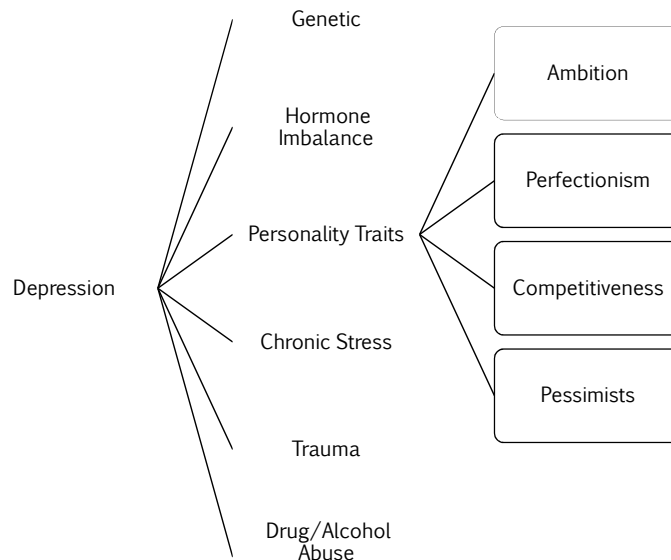 Genetic
Ambition
Hormone
Imbalance
Perfectionism
Personality Traits
Depression
Competitiveness
Chronic Stress
Pessimists
Trauma
Drug/Alcohol
Abuse